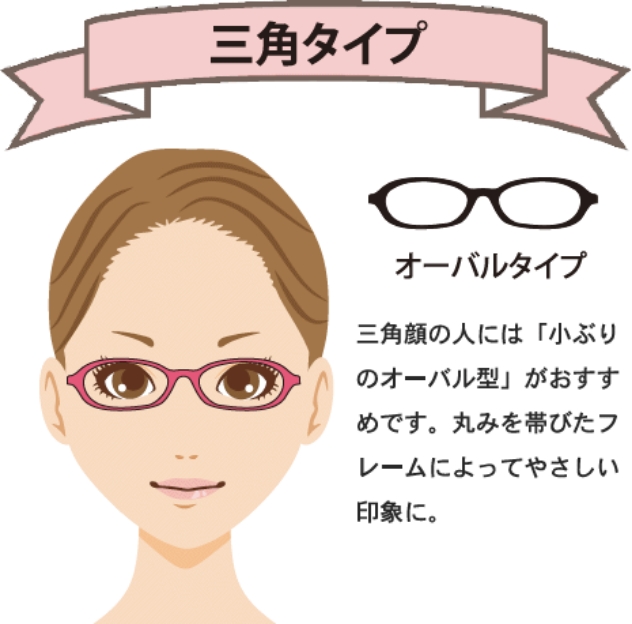 三角タイプ
オーバルタイプ
三角顔の人には「小ぶり
のオーバル型」がおすす
めです。丸みを帯びたフ
レームによってやさしい
印象に。